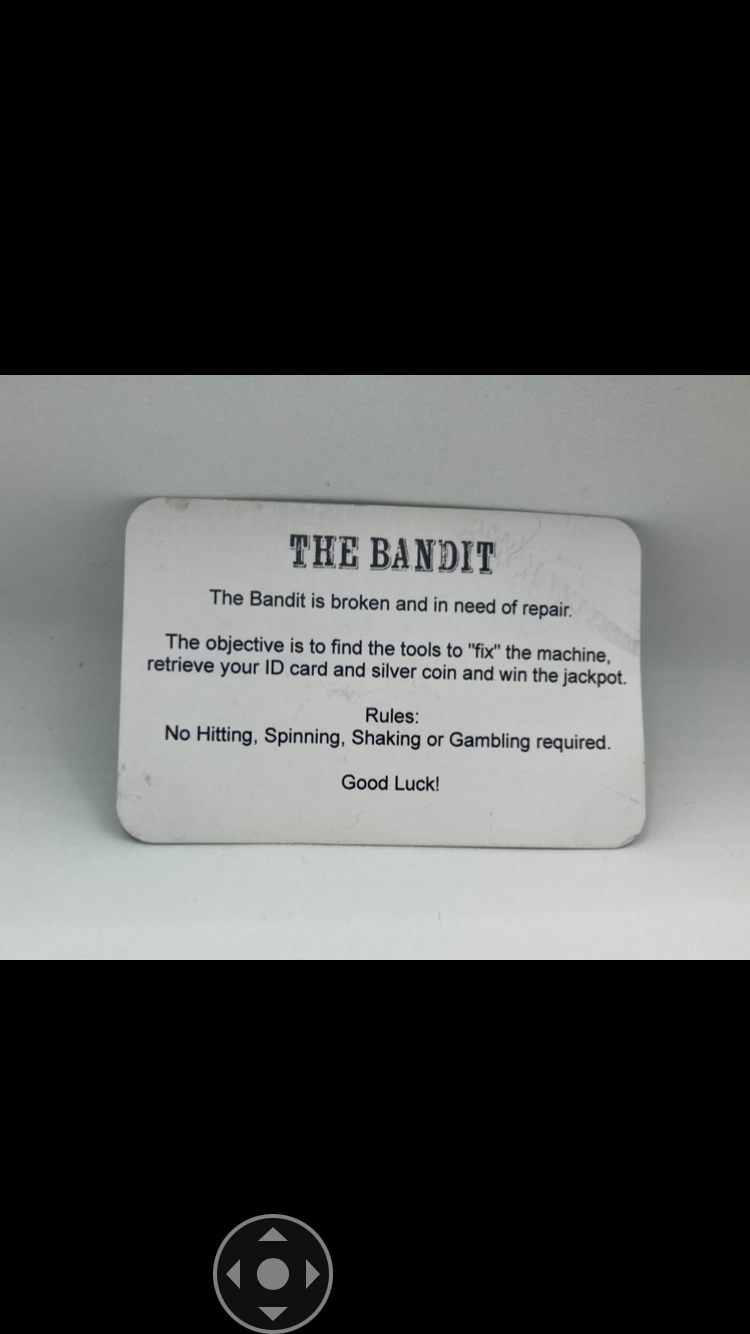 THE BANDIT
The Bandit is broken and in need of repair.
The objective is to find the tools to "fix" the machine,
retrieve your ID card and silver coin and win the jackpot.
Rules:
No Hitting, Spinning, Shaking or Gambling required.
Good Luck!